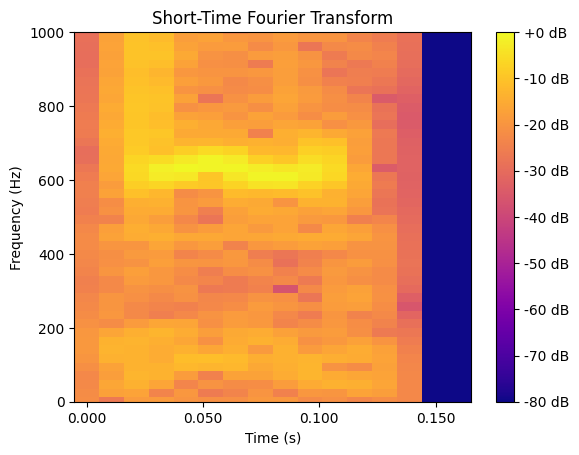 Short-Time Fourier Transform
Frequency (Hz)
1000
800
600
400
200
0
0.000
0.050
0.100
0.150
Time (s)
+0 dB
-10 dB
-20 dB
-30 dB
-40 dB
-50 dB
-60 dB
-70 dB
-80 dB